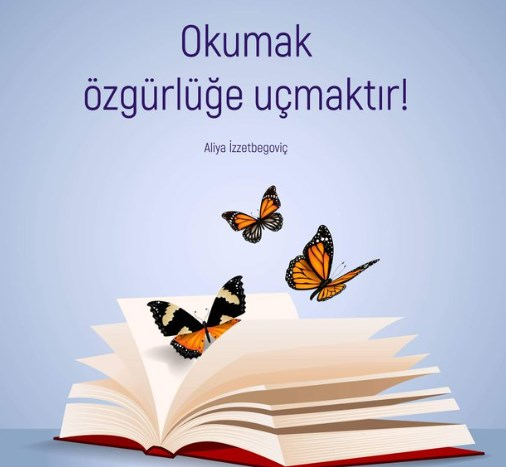 Okumak
özgürlüğe uçmaktır!
Aliya İzzetbegoviç